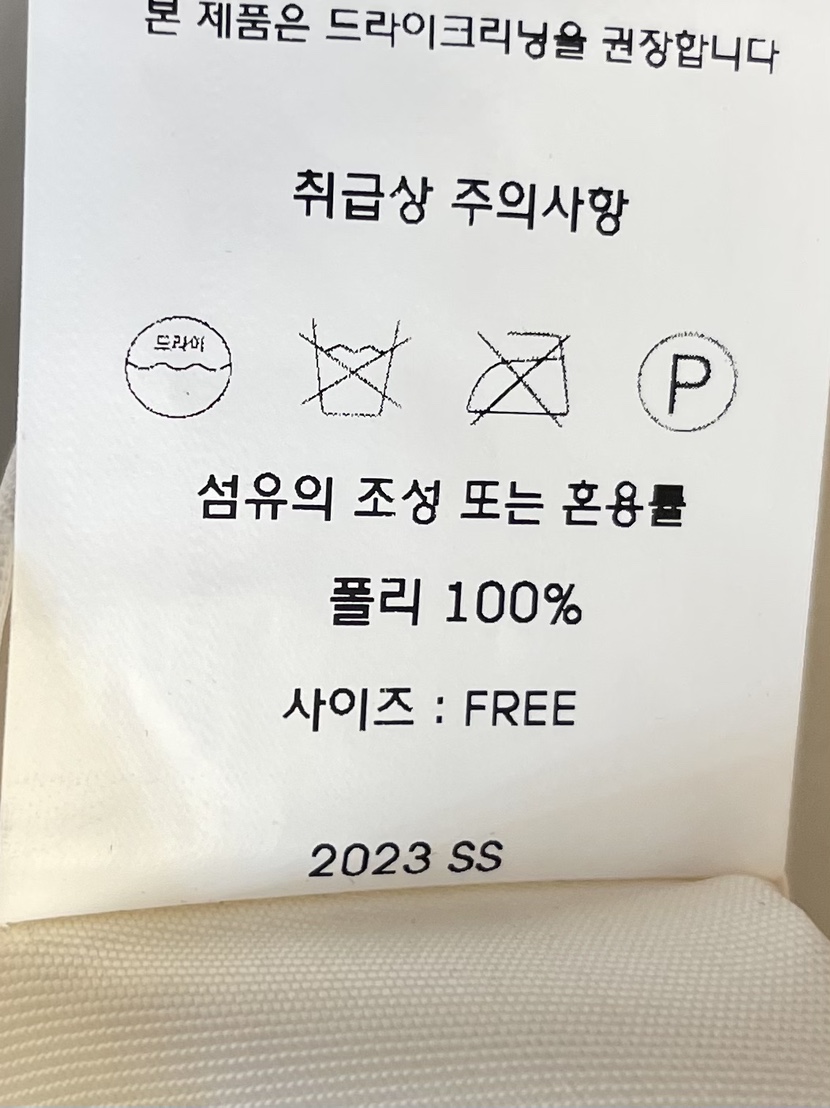 본 제품은 드라이크리닝을 권장합니다
취급상 주의사항
드라이
P
섬유의 조성 또는 혼용률
폴리 100%
사이즈 : FREE
2023 SS